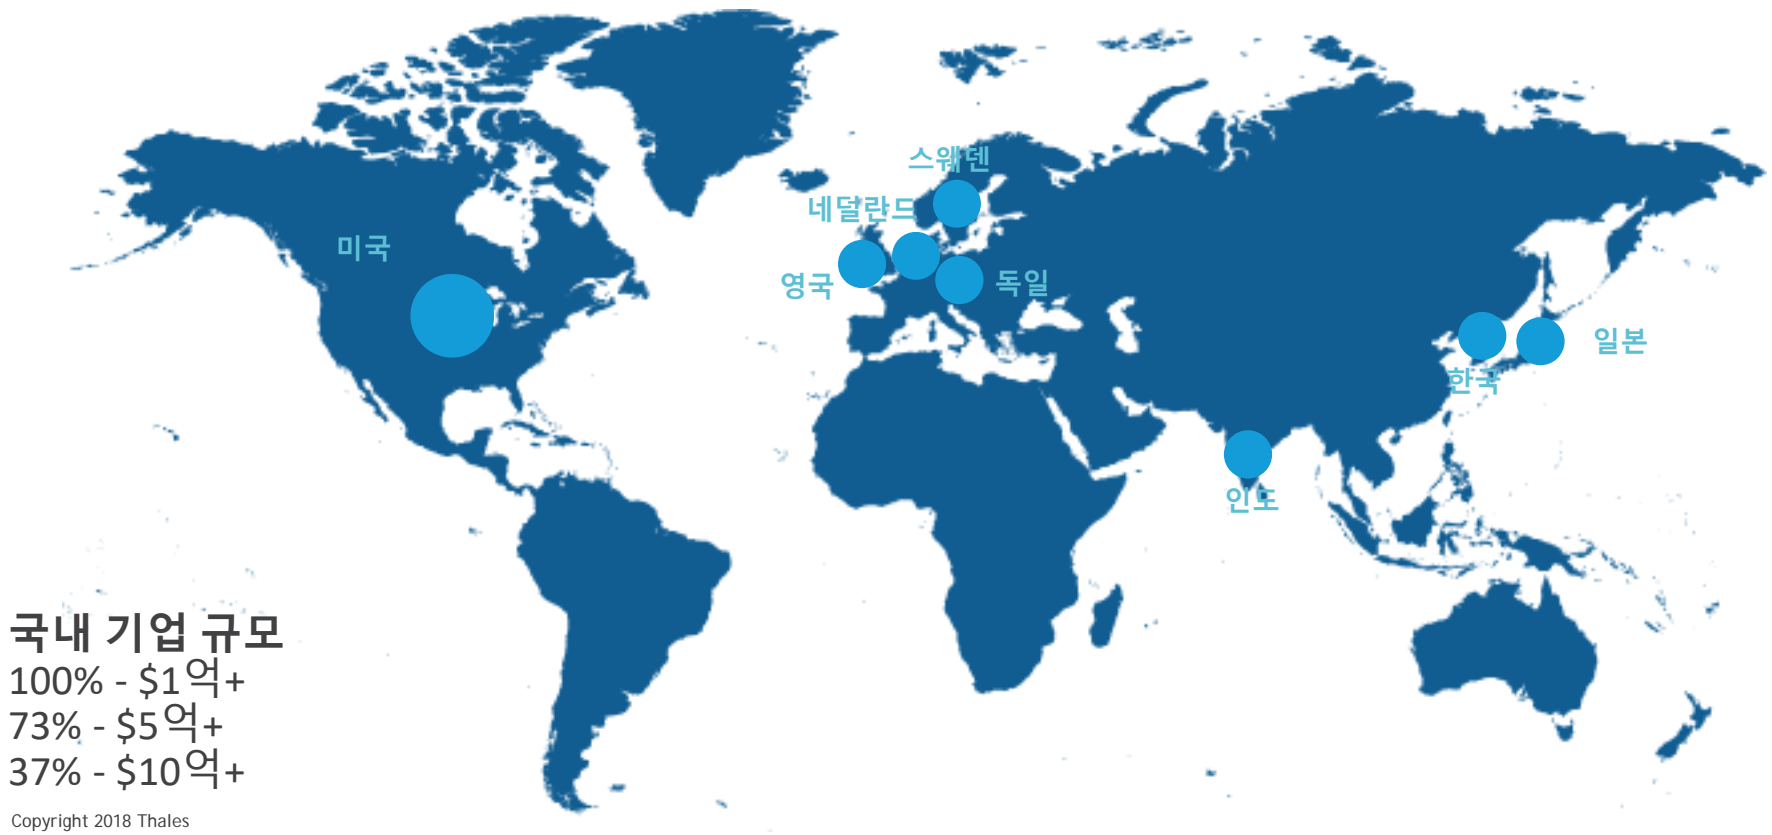 스웨덴
네덜란드
미국
영국
독일
일본
한국
인도
국내 기업 규모
100% - $1억+
73% - $5억+
37% - $10억+
Copyright 2018 Thales